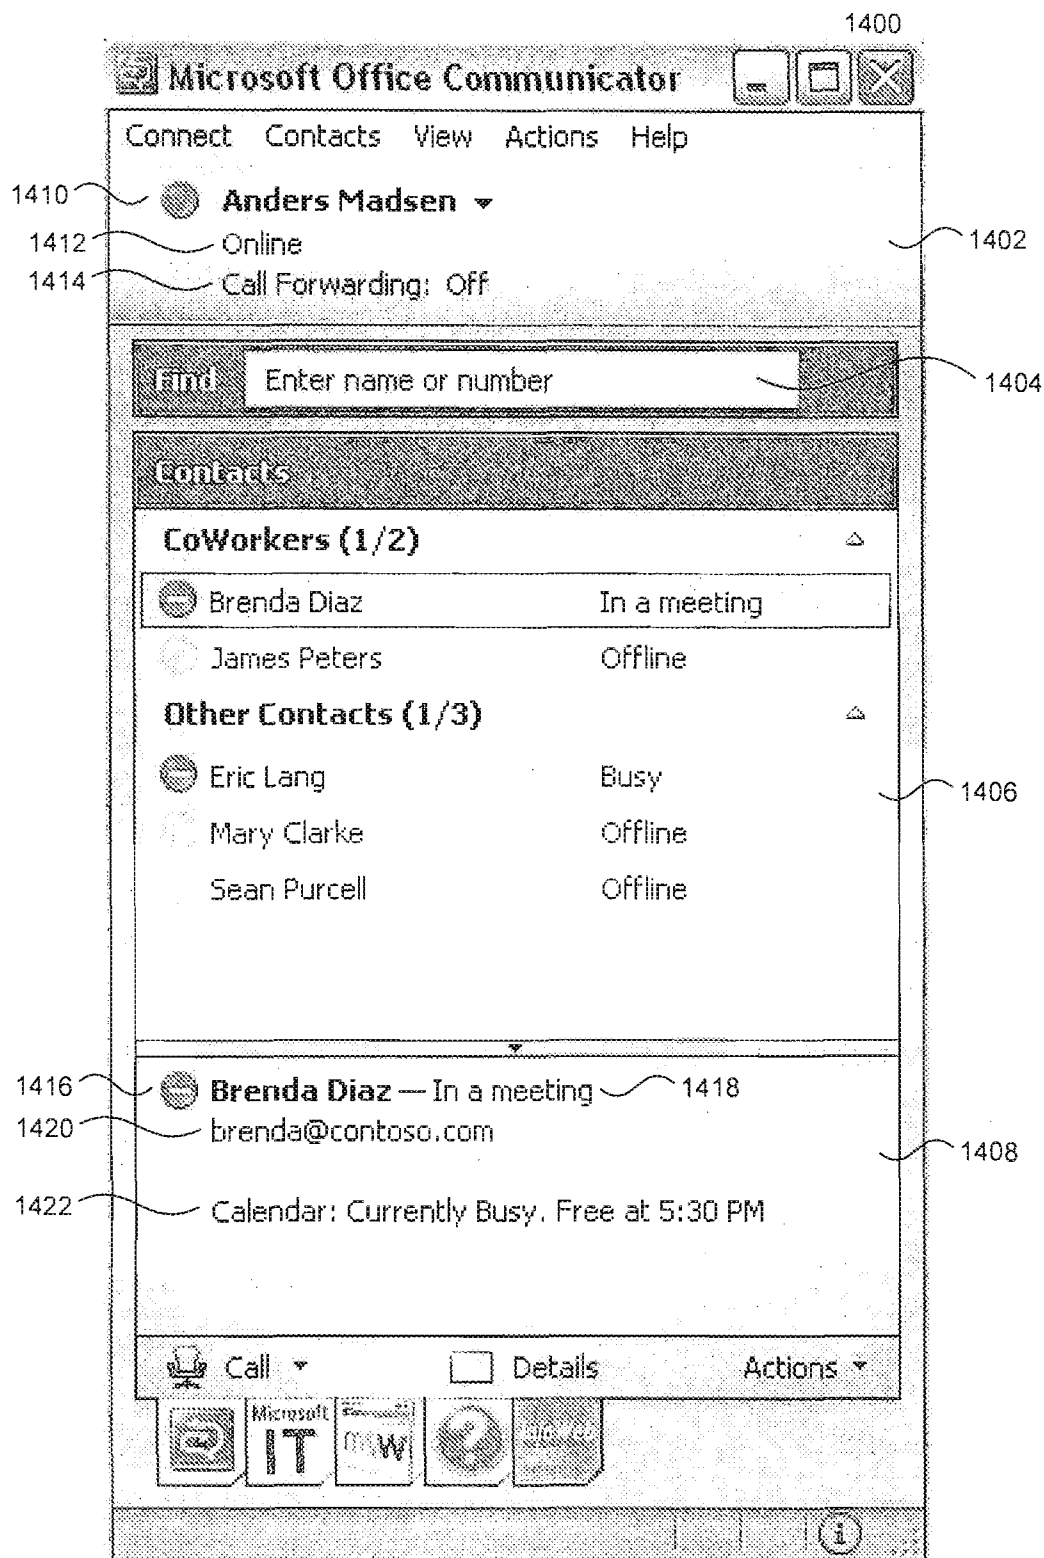 1400
Microsoft Office Communicator
Connect Contacts View Actions Help
1410 Anders Madsen
1412 Online 1402
1414 Call Forwarding: Off
Find Enter name or number 1404
Contacts
CoWorkers (1/2)
Brenda Diaz In a meeting
James Peters Offline
Other Contacts (1/3)
Eric Lang Busy 1406
Mary Clarke Offline
Sean Purcell Offline
1416 Brenda Diaz — In a meeting 1418
1420 brenda@contoso.com 1408
1422 Calendar: Currently Busy. Free at 5:30 PM
Call Details Actions
Microsoft
IT